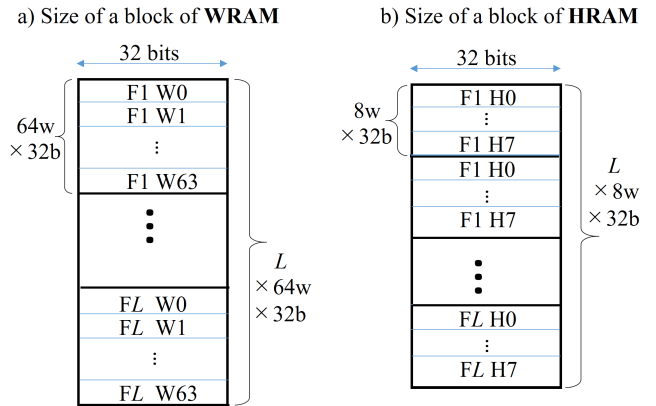 a) Size of a block of WRAM
32 bits
64w
× 32b
F1 W0
F1 W1
⋮
F1 W63
⋮
FL W0
FL W1
⋮
FL W63
L
× 64w
× 32b
b) Size of a block of HRAM
32 bits
8w
× 32b
F1 H0
⋮
F1 H7
F1 H0
⋮
F1 H7
⋮
FL H0
⋮
FL H7
L
× 8w
× 32b